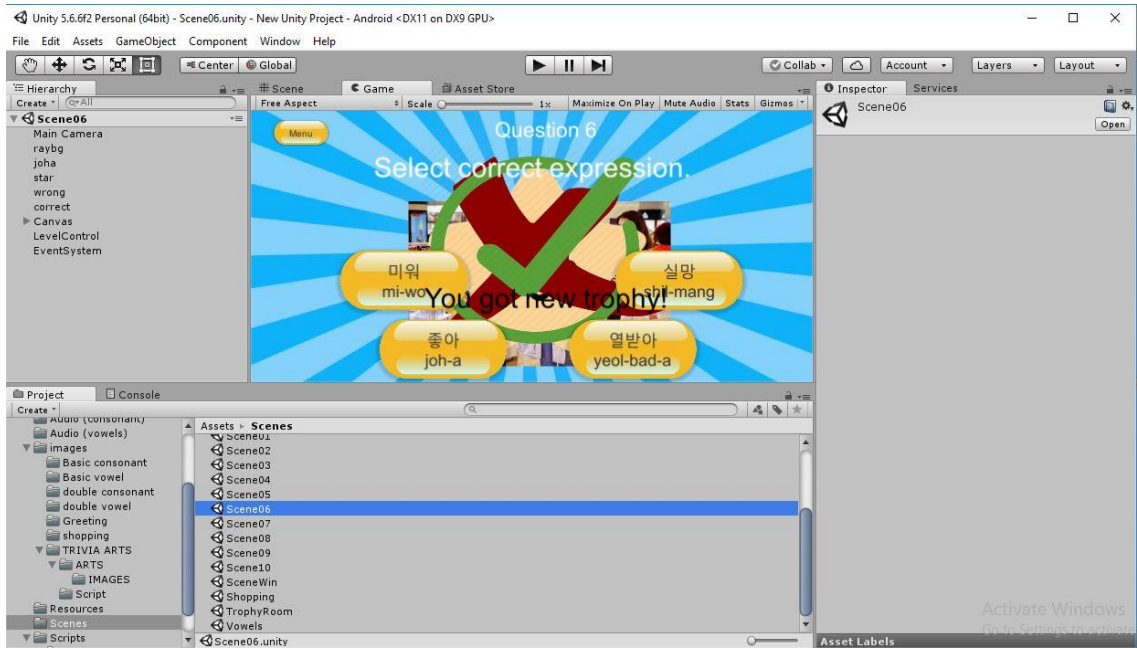 Unity 5.6.6f2 Personal (64bit) - Scene06.unity - New Unity Project - Android <DX11 on DX9 GPU>
File Edit Assets GameObject Component Window Help
Center Global Collab Account Layers Layout
Hierarchy
Create All
Scene06
Main Camera
raybg
joha
star
wrong
correct
Canvas
LevelControl
EventSystem
Scene Game Asset Store
Free Aspect Scale 1x Maximize On Play Mute Audio Stats Gizmos
Menu
Question 6
Select correct expression.
미워
mi-wo
실망
shil-mang
You got new trophy!
좋아
joh-a
열받아
yeol-bad-a
Inspector Services
Scene06
Open
Project Console
Create
Audio (consonant)
Audio (vowels)
images
Basic consonant
Basic vowel
double consonant
double vowel
Greeting
shopping
TRIVIA ARTS
ARTS
IMAGES
Script
Resources
Scenes
Scripts
Assets Scenes
Scene01
Scene02
Scene03
Scene04
Scene05
Scene06
Scene07
Scene08
Scene09
Scene10
SceneWin
Shopping
TrophyRoom
Vowels
Scene06.unity
Activate Windows
Go to Settings to activate
Asset Labels